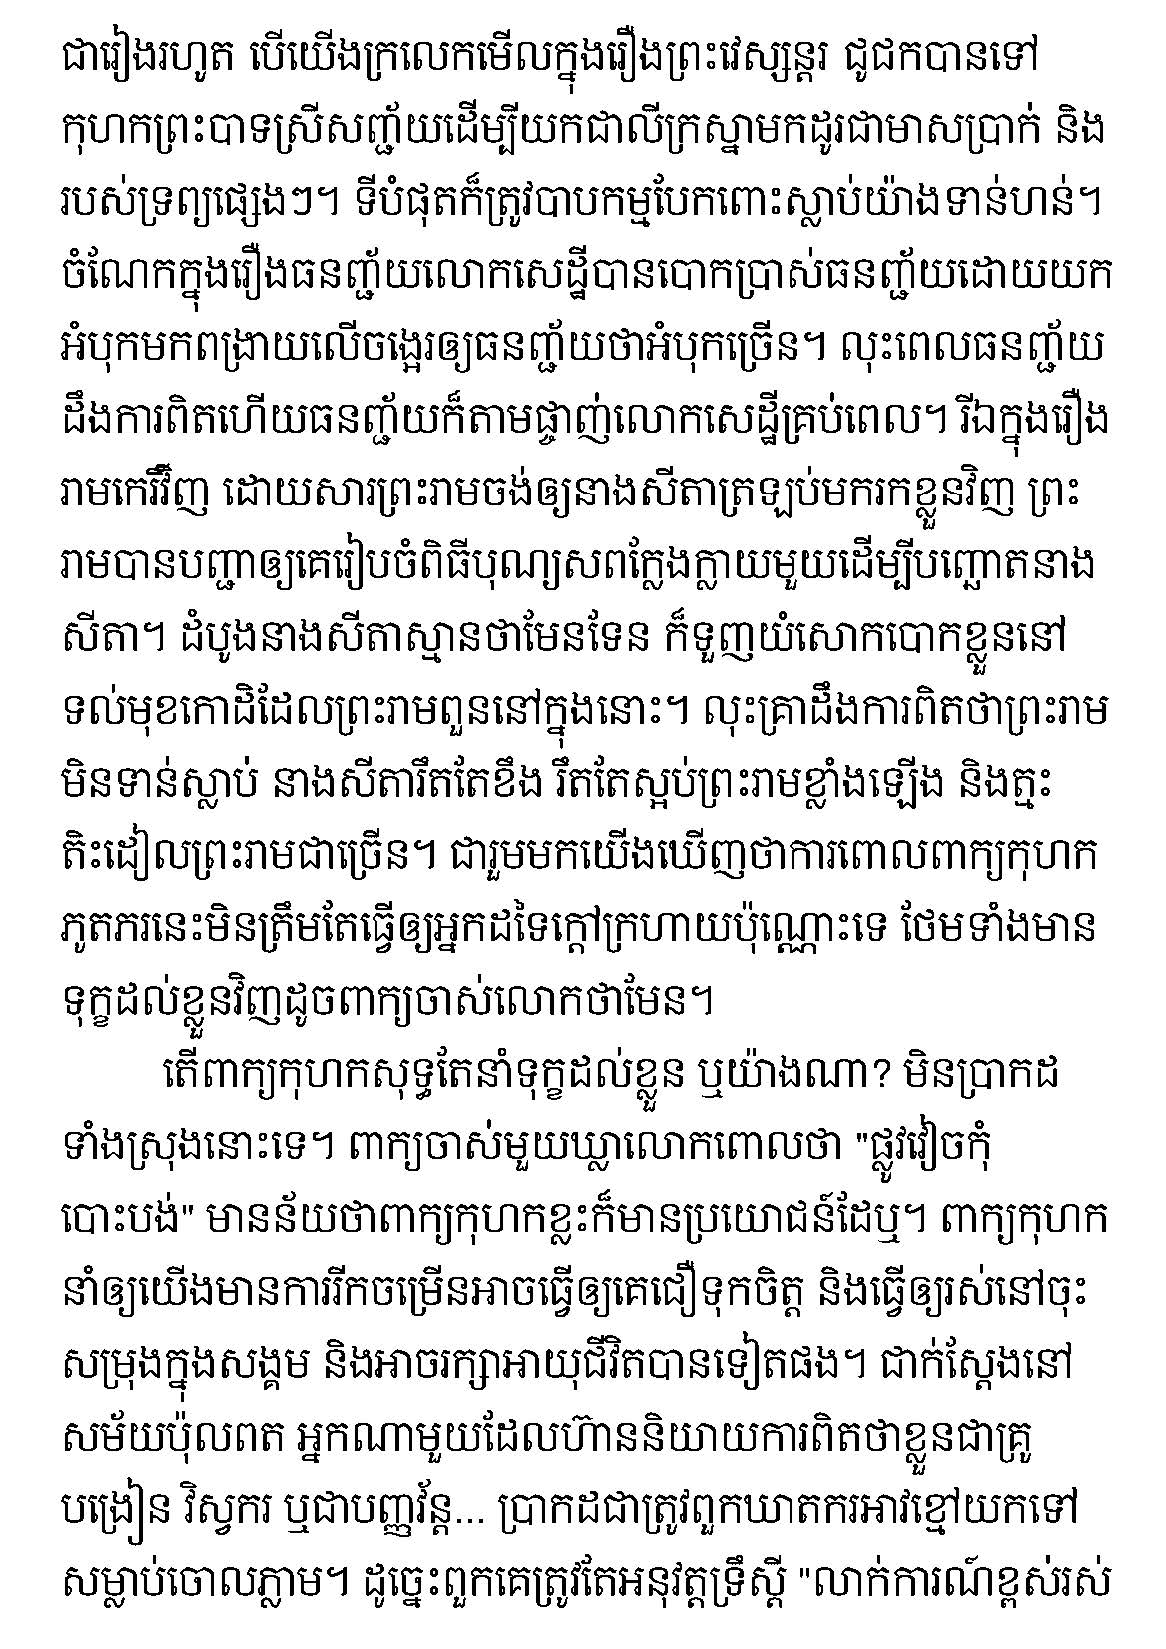 ជារៀងរហូត បើយើងក្រលេកមើលក្នុងរឿងព្រះវេស្សន្តរ ជូជកបានទៅ
កុហកព្រះបាទស្រីសញ្ជ័យដើម្បីយកជាលីក្រស្នាមកដូរជាមាសប្រាក់ និង
របស់ទ្រព្យផ្សេងៗ។ ទីបំផុតក៏ត្រូវបាបកម្មបែកពោះស្លាប់យ៉ាងទាន់ហន់។
ចំណែកក្នុងរឿងធនញ្ជ័យលោកសេដ្ឋីបានបោកប្រាស់ធនញ្ជ័យដោយយក
អំបុកមកពង្រាយលើចង្អេរឲ្យធនញ្ជ័យថាអំបុកច្រើន។ លុះពេលធនញ្ជ័យ
ដឹងការពិតហើយធនញ្ជ័យក៏តាមផ្ចាញ់លោកសេដ្ឋីគ្រប់ពេល។ រីឯក្នុងរឿង
រាមកេរ្តិ៍វិញ ដោយសារព្រះរាមចង់ឲ្យនាងសីតាត្រឡប់មករកខ្លួនវិញ ព្រះ
រាមបានបញ្ជាឲ្យគេរៀបចំពិធីបុណ្យសពក្លែងក្លាយមួយដើម្បីបញ្ឆោតនាង
សីតា។ ដំបូងនាងសីតាស្មានថាមែនទែន ក៏ទួញយំសោកបោកខ្លួននៅ
ទល់មុខកោដិដែលព្រះរាមពួននៅក្នុងនោះ។ លុះគ្រាដឹងការពិតថាព្រះរាម
មិនទាន់ស្លាប់ នាងសីតារឹតតែខឹង រឹតតែស្អប់ព្រះរាមខ្លាំងឡើង និងត្មះ
តិះដៀលព្រះរាមជាច្រើន។ ជារួមមកយើងឃើញថាការពោលពាក្យកុហក
ភូតភរនេះមិនត្រឹមតែធ្វើឲ្យអ្នកដទៃក្តៅក្រហាយប៉ុណ្ណោះទេ ថែមទាំងមាន
ទុក្ខដល់ខ្លួនវិញដូចពាក្យចាស់លោកថាមែន។
តើពាក្យកុហកសុទ្ធតែនាំទុក្ខដល់ខ្លួន ឬយ៉ាងណា? មិនប្រាកដ
ទាំងស្រុងនោះទេ។ ពាក្យចាស់មួយឃ្លាលោកពោលថា "ផ្លូវវៀចកុំ
បោះបង់" មានន័យថាពាក្យកុហកខ្លះក៏មានប្រយោជន៍ដែឬ។ ពាក្យកុហក
នាំឲ្យយើងមានការរីកចម្រើនអាចធ្វើឲ្យគេជឿទុកចិត្ត និងធ្វើឲ្យរស់នៅចុះ
សម្រុងក្នុងសង្គម និងអាចរក្សាអាយុជីវិតបានទៀតផង។ ជាក់ស្តែងនៅ
សម័យប៉ុលពត អ្នកណាមួយដែលហ៊ាននិយាយការពិតថាខ្លួនជាគ្រូ
បង្រៀន វិស្វករ ឬជាបញ្ញវ័ន្ត... ប្រាកដជាត្រូវពួកឃាតករអាវខ្មៅយកទៅ
សម្លាប់ចោលភ្លាម។ ដូច្នេះពួកគេត្រូវតែអនុវត្តទ្រឹស្តី "លាក់ការណ៍ខ្ពស់រស់